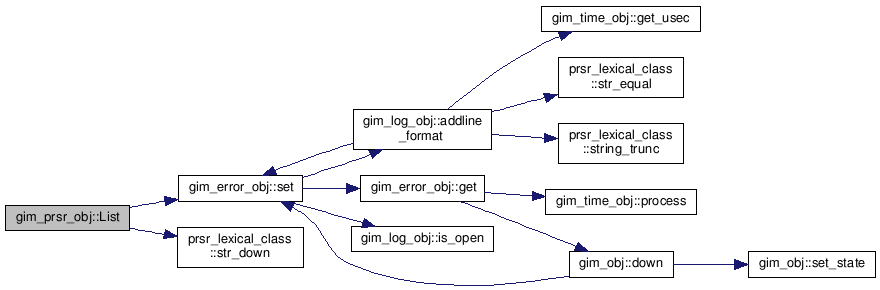 gim_time_obj::get_usec
prsr_lexical_class
::str_equal
gim_log_obj::addline
_format
prsr_lexical_class
::string_trunc
gim_error_obj::set
gim_error_obj::get
gim_time_obj::process
gim_prsr_obj::List
prsr_lexical_class
::str_down
gim_log_obj::is_open
gim_obj::down
gim_obj::set_state